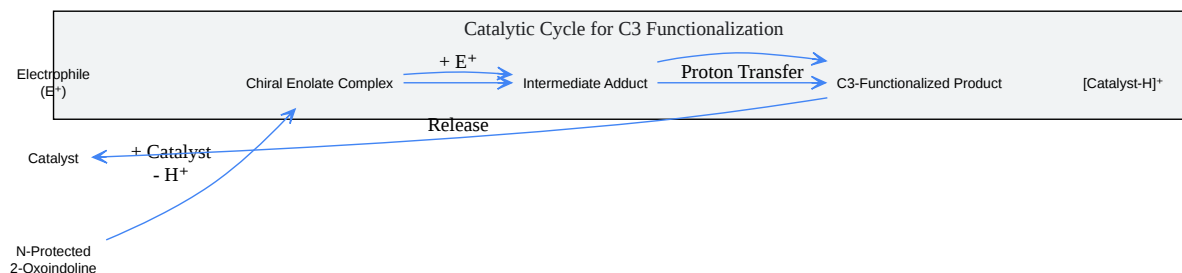 Catalytic Cycle for C3 Functionalization
Electrophile
(E⁺)
Chiral Enolate Complex
+ E⁺
Intermediate Adduct
Proton Transfer
C3-Functionalized Product
[Catalyst-H]⁺
Release
Catalyst
+ Catalyst
- H⁺
N-Protected
2-Oxoindoline